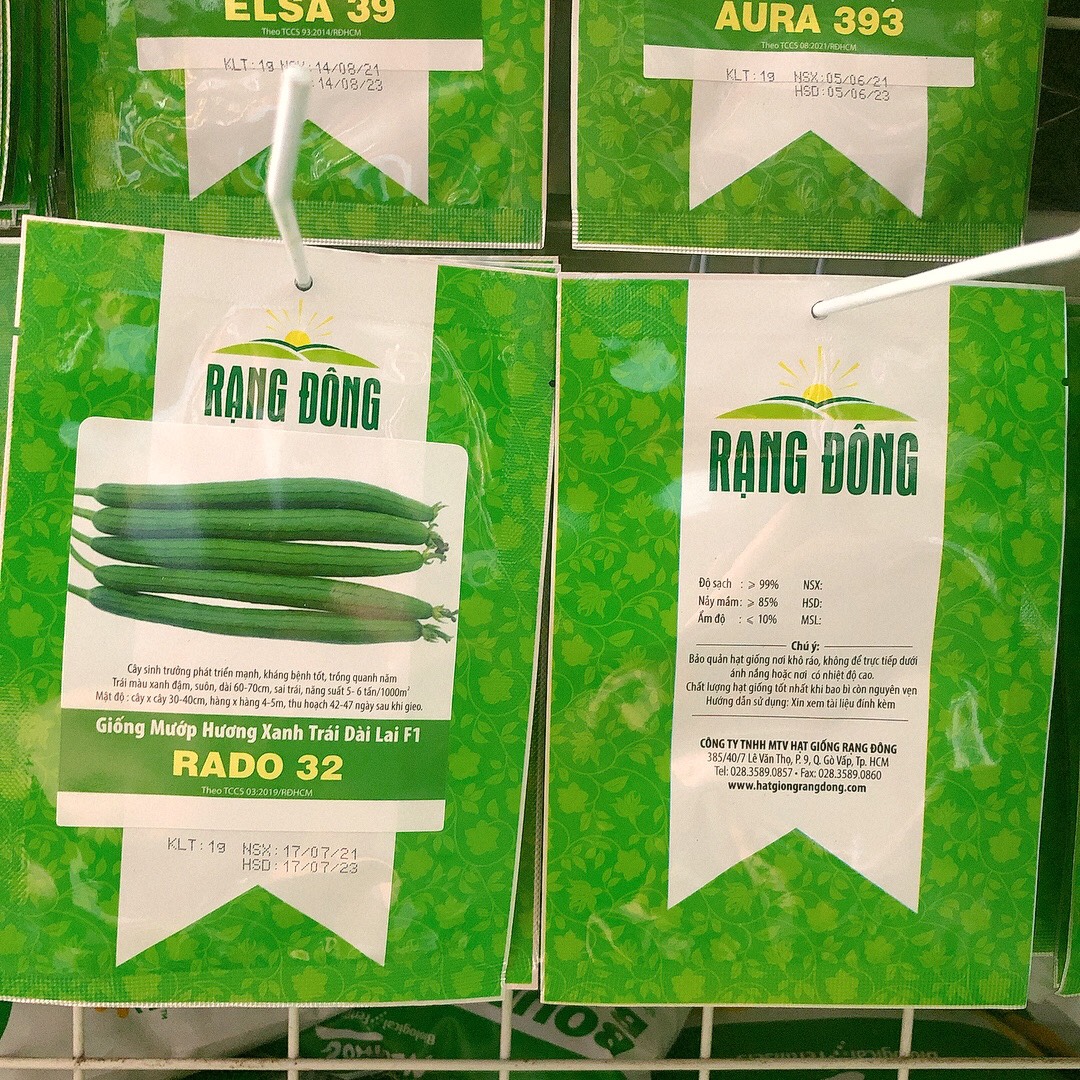 ELSA 39
Theo TCCS 93:2014/RĐHCM
KLT:1g NSX:14/08/21
:14/08/23
AURA 393
Theo TCCS 08:2021/RĐHCM
KLT:1g NSX:05/06/21
HSD:05/06/23
RẠNG ĐÔNG
Cây sinh trưởng phát triển mạnh, kháng bệnh tốt, trồng quanh năm
Trái màu xanh đậm, suôn, dài 60-70cm, sai trái, năng suất 5- 6 tấn/1000m²
Mật độ : cây x cây 30-40cm, hàng x hàng 4-5m, thu hoạch 42-47 ngày sau khi gieo.
Giống Mướp Hương Xanh Trái Dài Lai F1
RADO 32
Theo TCCS 03:2019/RĐHCM
KLT:1g NSX:17/07/21
HSD:17/07/23
RẠNG ĐÔNG
Độ sạch : ⩾ 99% NSX:
Nảy mầm: ⩾ 85% HSD:
Ẩm độ : ⩽ 10% MSL:
Chú ý:
Bảo quản hạt giống nơi khô ráo, không để trực tiếp dưới
ánh nắng hoặc nơi có nhiệt độ cao.
Chất lượng hạt giống tốt nhất khi bao bì còn nguyên vẹn
Hướng dẫn sử dụng: Xin xem tài liệu đính kèm
CÔNG TY TNHH MTV HẠT GIỐNG RẠNG ĐÔNG
385/40/7 Lê Văn Thọ, P. 9, Q. Gò Vấp, Tp. HCM
Tel: 028.3589.0857 • Fax: 028.3589.0860
www.hatgiongrangdong.com